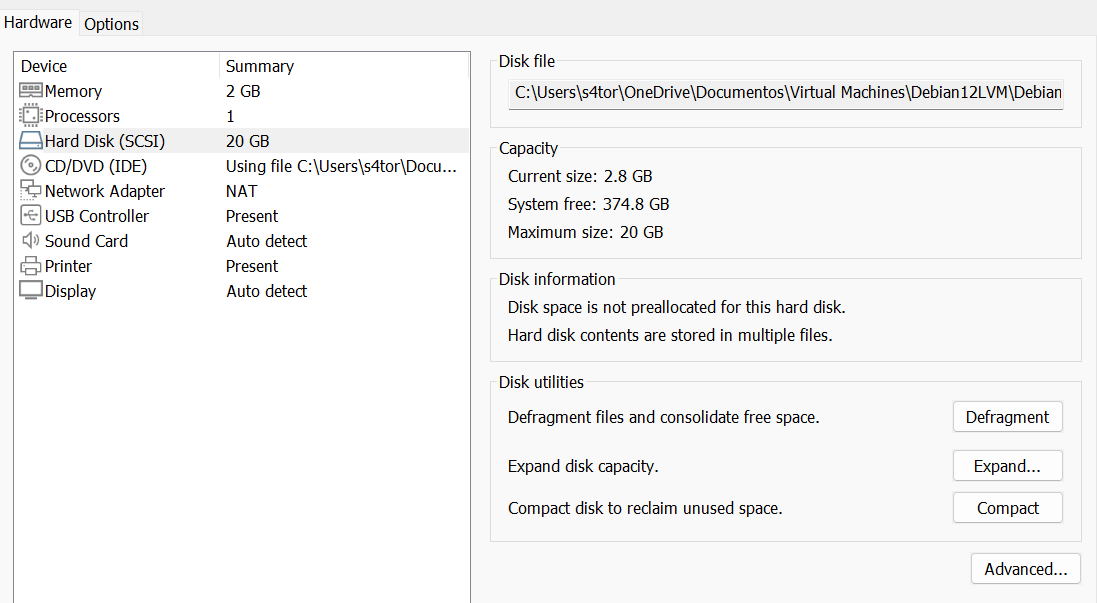 Hardware Options
Device Summary
Memory 2 GB
Processors 1
Hard Disk (SCSI) 20 GB
CD/DVD (IDE) Using file C:\Users\s4tor\Docu...
Network Adapter NAT
USB Controller Present
Sound Card Auto detect
Printer Present
Display Auto detect
Disk file
C:\Users\s4tor\OneDrive\Documentos\Virtual Machines\Debian12LVM\Debian
Capacity
Current size: 2.8 GB
System free: 374.8 GB
Maximum size: 20 GB
Disk information
Disk space is not preallocated for this hard disk.
Hard disk contents are stored in multiple files.
Disk utilities
Defragment files and consolidate free space. Defragment
Expand disk capacity. Expand...
Compact disk to reclaim unused space. Compact
Advanced...